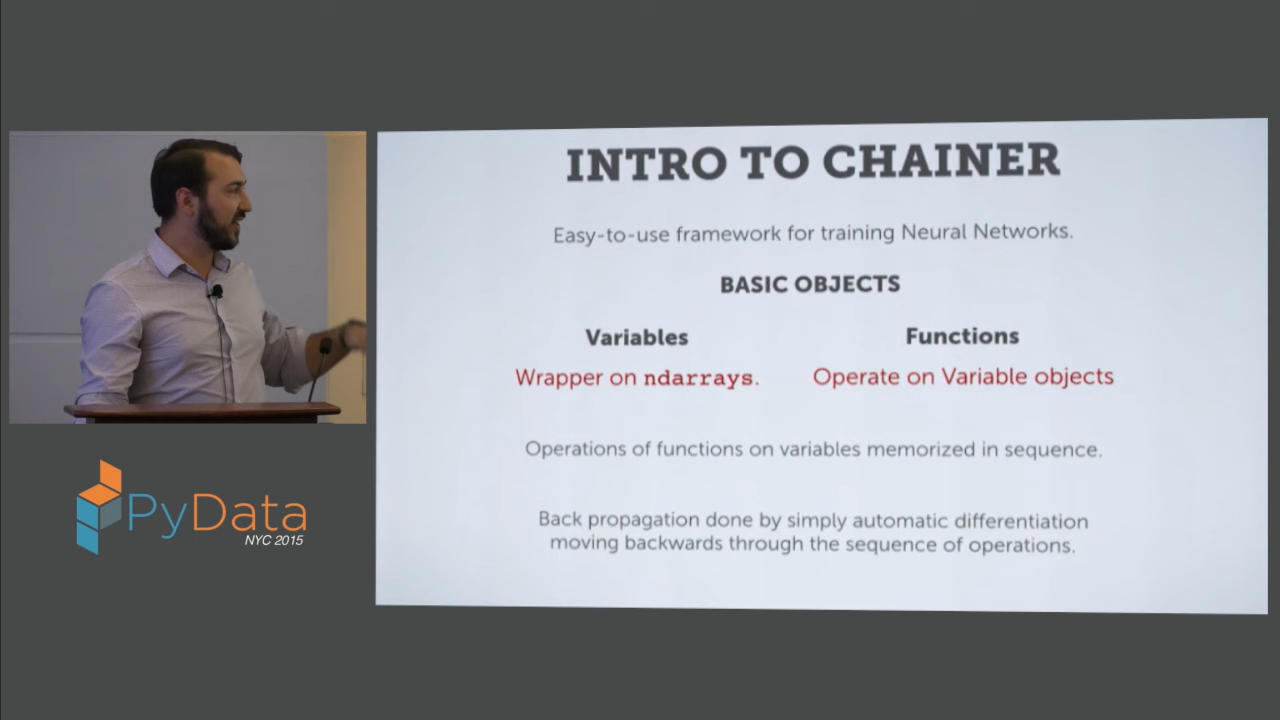 INTRO TO CHAINER
Easy-to-use framework for training Neural Networks.
BASIC OBJECTS
Variables
Functions
Wrapper on ndarrays.
Operate on Variable objects
Operations of functions on variables memorized in sequence.
Back propagation done by simply automatic differentiation
moving backwards through the sequence of operations.
PyData
NYC 2015